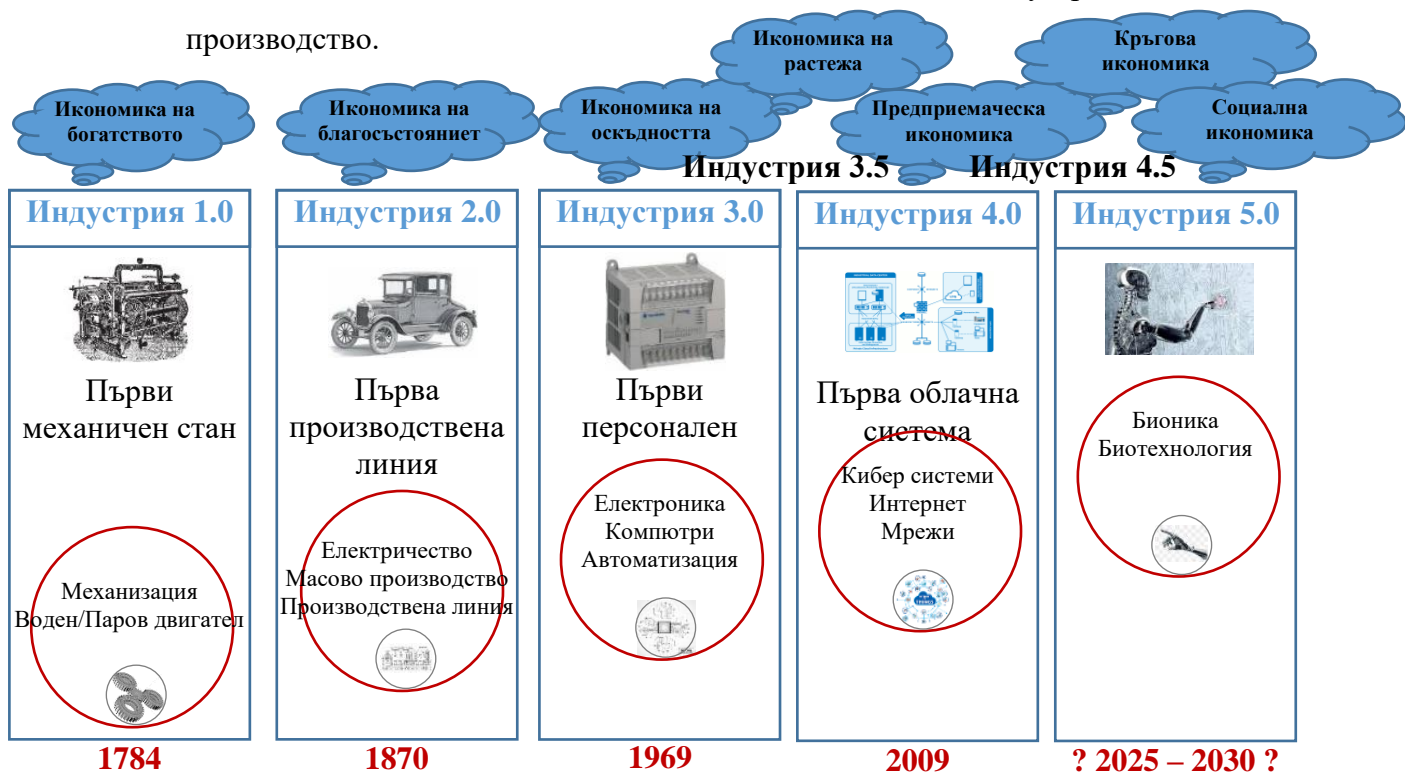 производство.
Икономика на
растежа
Кръгова
икономика
Икономика на
богатството
Икономика на
благосъстояниет
Икономика на
оскъдността
Предприемаческа
икономика
Социална
икономика
Индустрия 3.5
Индустрия 4.5
Индустрия 1.0
Първи
механичен стан
Механизация
Воден/Паров двигател
1784
Индустрия 2.0
Първа
производствена
линия
Електричество
Масово производство
Производствена линия
1870
Индустрия 3.0
Първи
персонален
Електроника
Компютри
Автоматизация
1969
Индустрия 4.0
Първа облачна
система
Кибер системи
Интернет
Мрежи
2009
Индустрия 5.0
Бионика
Биотехнология
? 2025 – 2030 ?